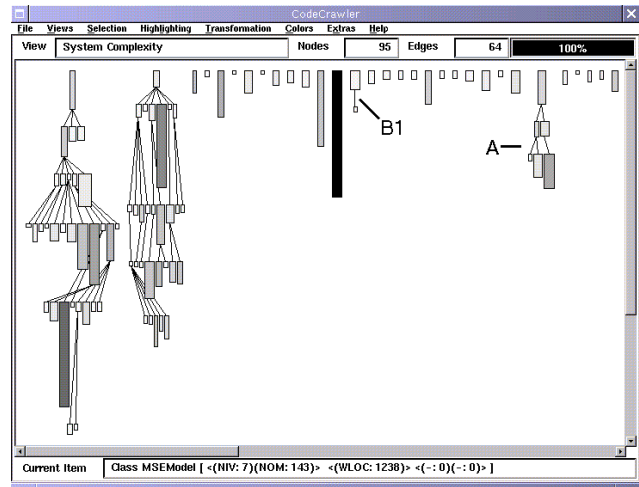 CodeCrawler
File Views Selection Highlighting Transformation Colors Extras Help
View System Complexity Nodes 95 Edges 64 100%
B1
A
Current Item Class MSEModel [ <(NIV: 7)(NOM: 143)> <(WLOC: 1238)> <(-: 0)(-: 0)> ]